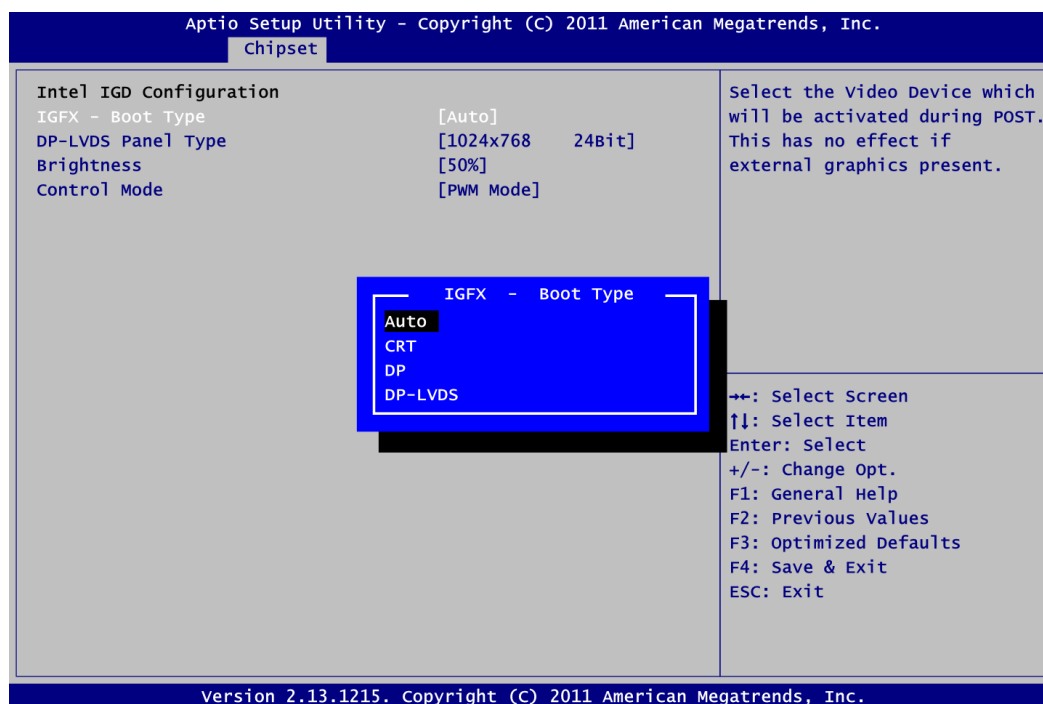 Aptio Setup Utility – Copyright (C) 2011 American Megatrends, Inc.
Chipset
Intel IGD Configuration
IGFX – Boot Type [Auto]
DP-LVDS Panel Type [1024x768 24Bit]
Brightness [50%]
Control Mode [PWM Mode]
Select the Video Device which
will be activated during POST.
This has no effect if
external graphics present.
IGFX – Boot Type
Auto
CRT
DP
DP-LVDS
→←: Select Screen
↑↓: Select Item
Enter: Select
+/-: Change Opt.
F1: General Help
F2: Previous Values
F3: Optimized Defaults
F4: Save & Exit
ESC: Exit
Version 2.13.1215. Copyright (C) 2011 American Megatrends, Inc.